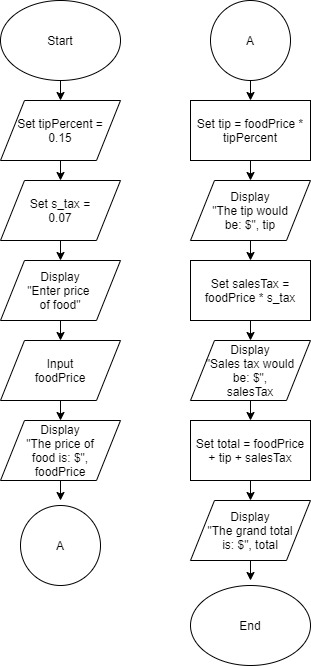 Start
Set tipPercent =
0.15
Set s_tax =
0.07
Display
"Enter price
of food"
Input
foodPrice
Display
"The price of
food is: $",
foodPrice
A
A
Set tip = foodPrice *
tipPercent
Display
"The tip would
be: $", tip
Set salesTax =
foodPrice * s_tax
Display
"Sales tax would
be: $",
salesTax
Set total = foodPrice
+ tip + salesTax
Display
"The grand total
is: $", total
End